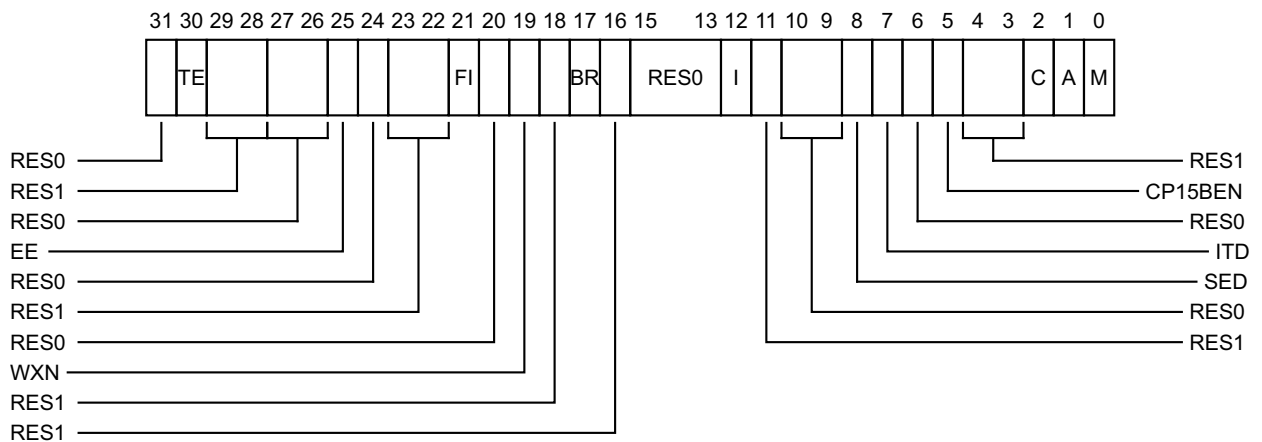 31 30 29 28 27 26 25 24 23 22 21 20 19 18 17 16 15 13 12 11 10 9 8 7 6 5 4 3 2 1 0
TE FI BR RES0 I C A M
RES0 RES1
RES1 CP15BEN
RES0 RES0
EE ITD
RES0 SED
RES1 RES0
RES0 RES1
WXN
RES1
RES1